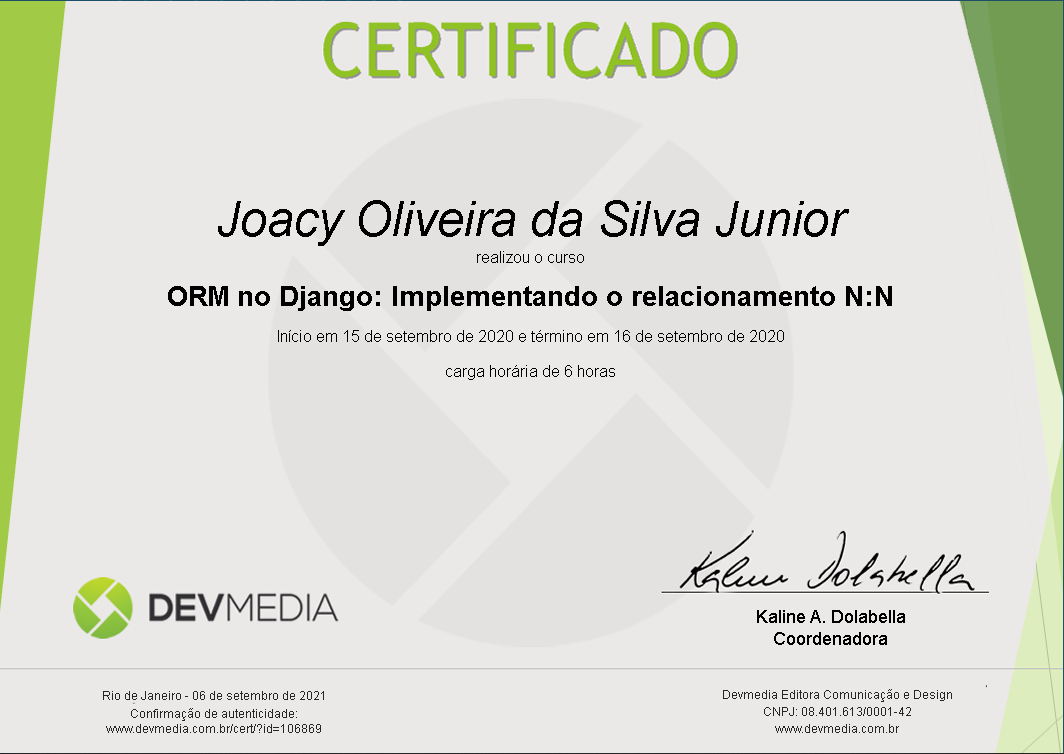 CERTIFICADO
Joacy Oliveira da Silva Junior
realizou o curso
ORM no Django: Implementando o relacionamento N:N
Início em 15 de setembro de 2020 e término em 16 de setembro de 2020
carga horária de 6 horas
Kaline Dolabella
DEVMEDIA
Kaline A. Dolabella
Coordenadora
Rio de Janeiro - 06 de setembro de 2021
Confirmação de autenticidade:
www.devmedia.com.br/cert/?id=106869
Devmedia Editora Comunicação e Design
CNPJ: 08.401.613/0001-42
www.devmedia.com.br